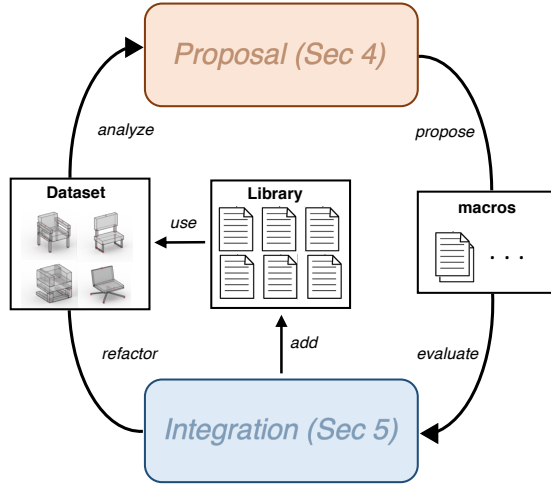 Proposal (Sec 4)
analyze
propose
Dataset
Library
macros
use
. . .
refactor
add
evaluate
Integration (Sec 5)